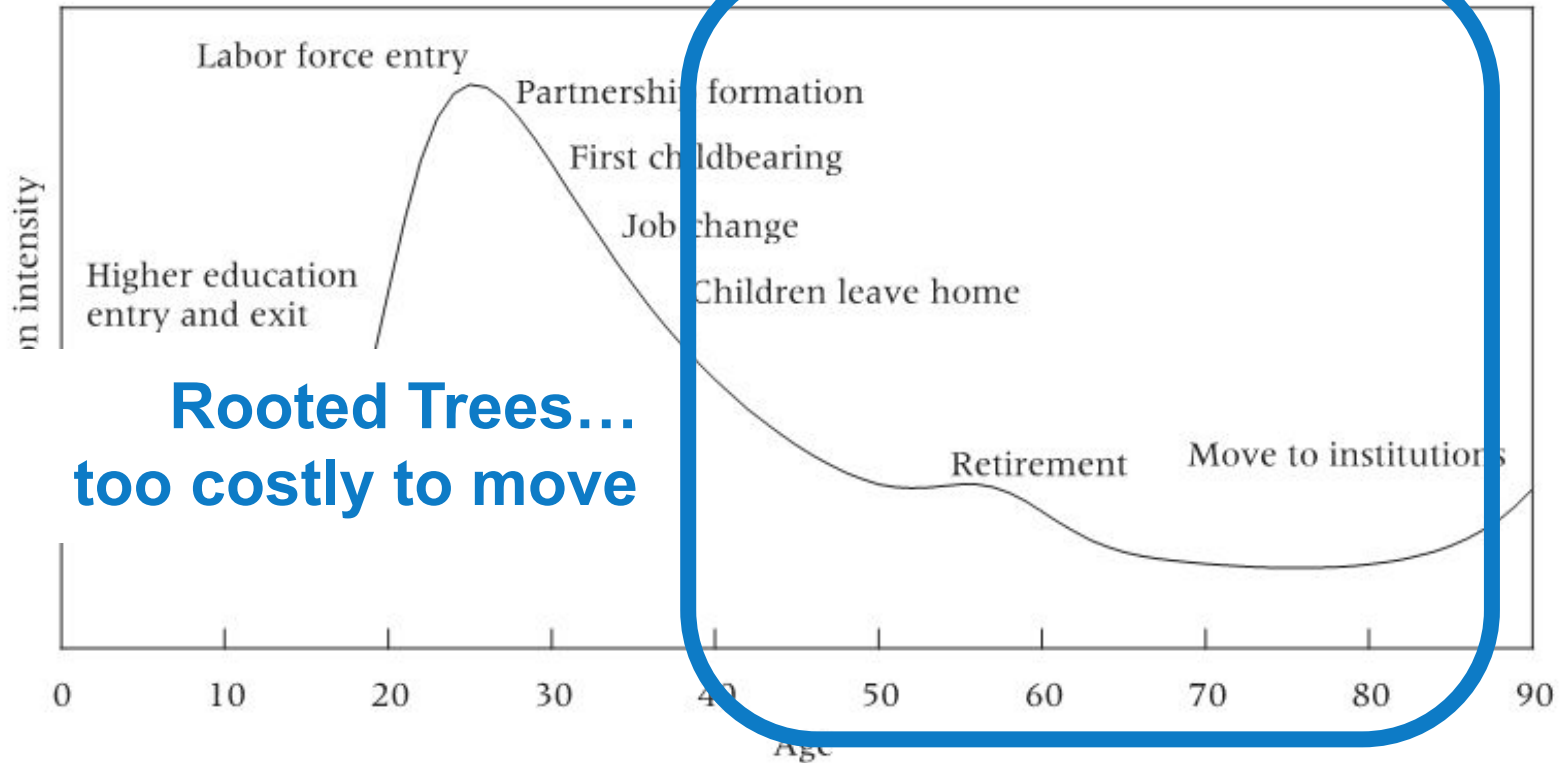 Labor force entry
Partnership formation
First childbearing
Job change
Higher education
entry and exit
Children leave home
on intensity
Rooted Trees…
too costly to move
Retirement
Move to institutions
0 10 20 30 40 50 60 70 80 90
Age